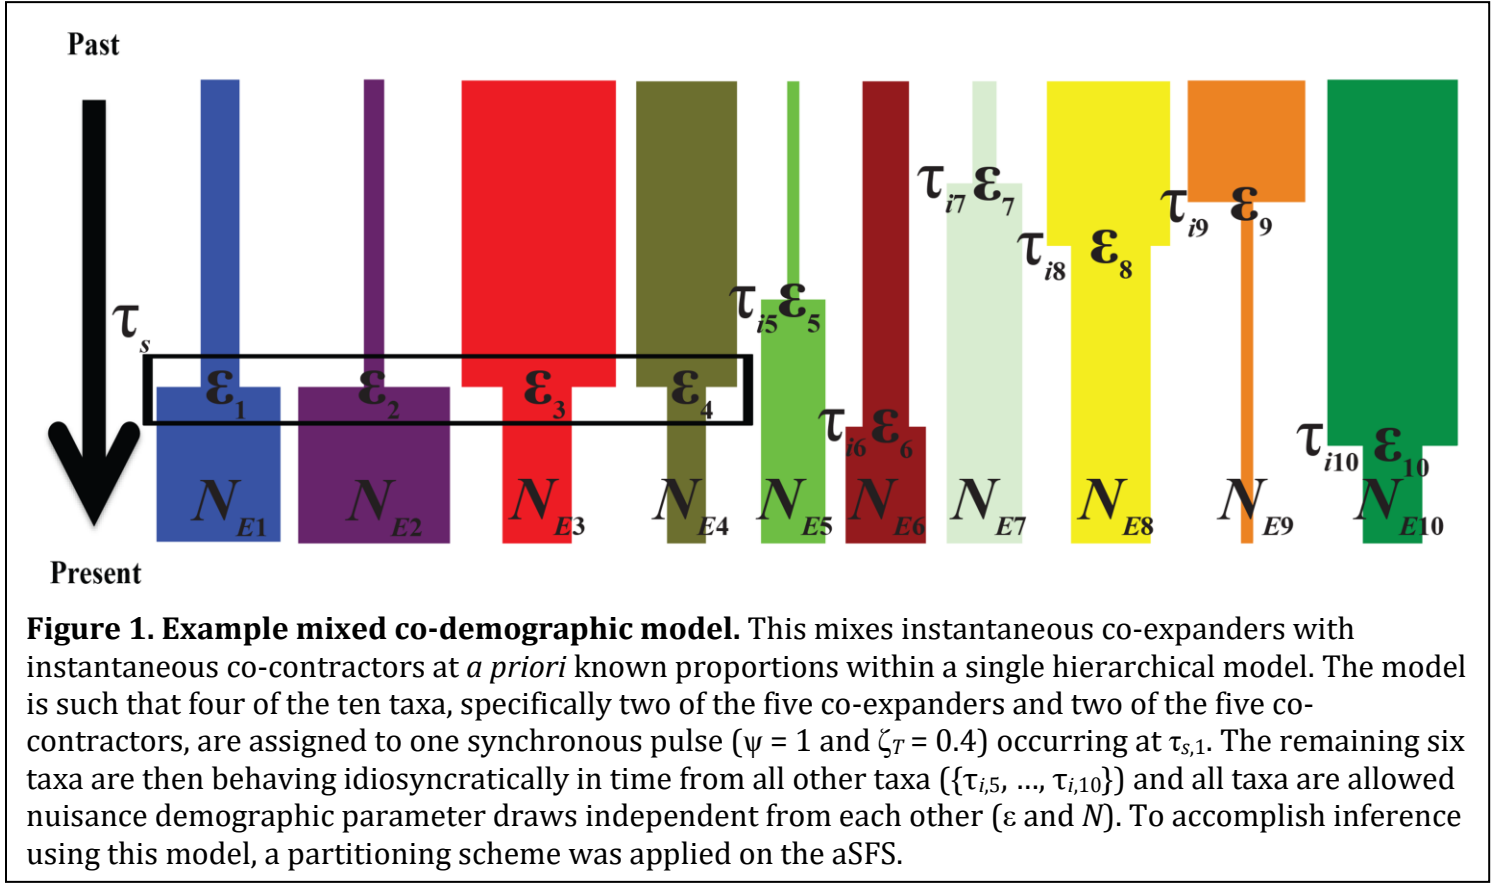 Past
τi7 ε7
τi9 ε9
τi8 ε8
τs
τi5 ε5
ε1 ε2 ε3 ε4
τi6 ε6
τi10 ε10
NE1 NE2 NE3 NE4 NE5 NE6 NE7 NE8 NE9 NE10
Present
Figure 1. Example mixed co-demographic model. This mixes instantaneous co-expanders with
instantaneous co-contractors at a priori known proportions within a single hierarchical model. The model
is such that four of the ten taxa, specifically two of the five co-expanders and two of the five co-
contractors, are assigned to one synchronous pulse (ψ = 1 and ζT = 0.4) occurring at τs,1. The remaining six
taxa are then behaving idiosyncratically in time from all other taxa ({τi,5, ..., τi,10}) and all taxa are allowed
nuisance demographic parameter draws independent from each other (ε and N). To accomplish inference
using this model, a partitioning scheme was applied on the aSFS.